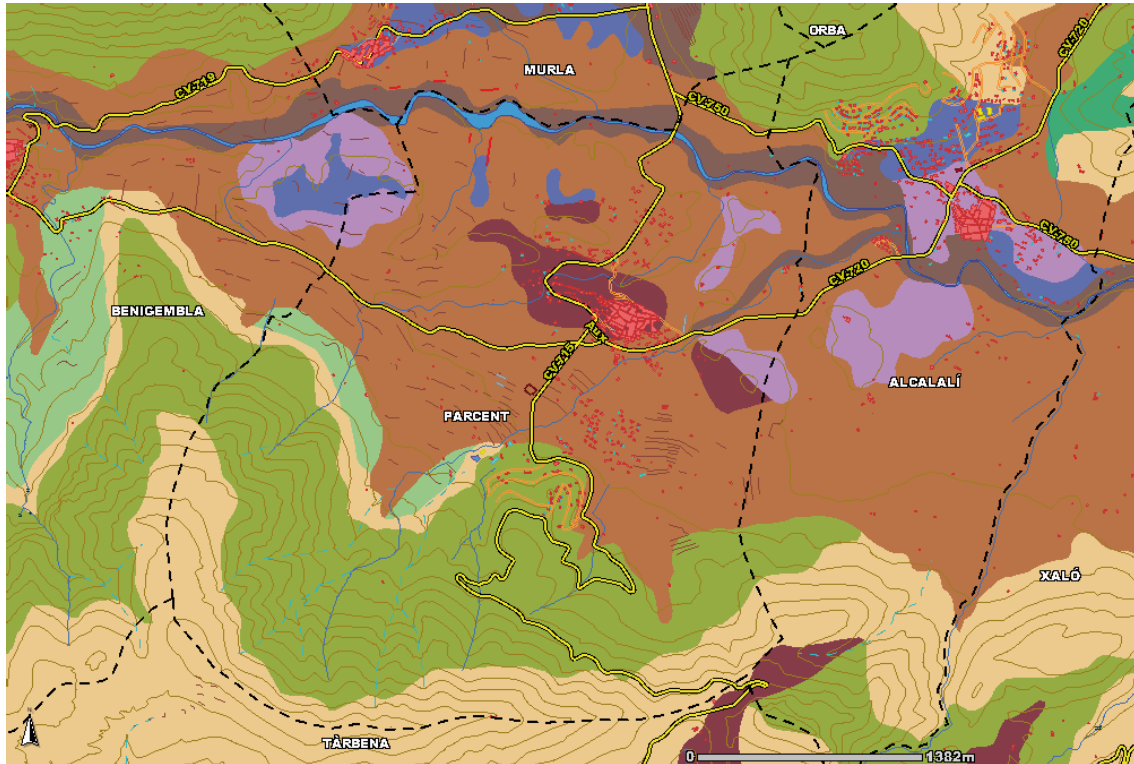 ORBA
CV-720
MURLA
CV-719
CV-750
CV-750
BENIGEMBLA
CV-720
AUX
CV-715
PARCENT
ALCALALÍ
XALÓ
TÀRBENA
0 1382m